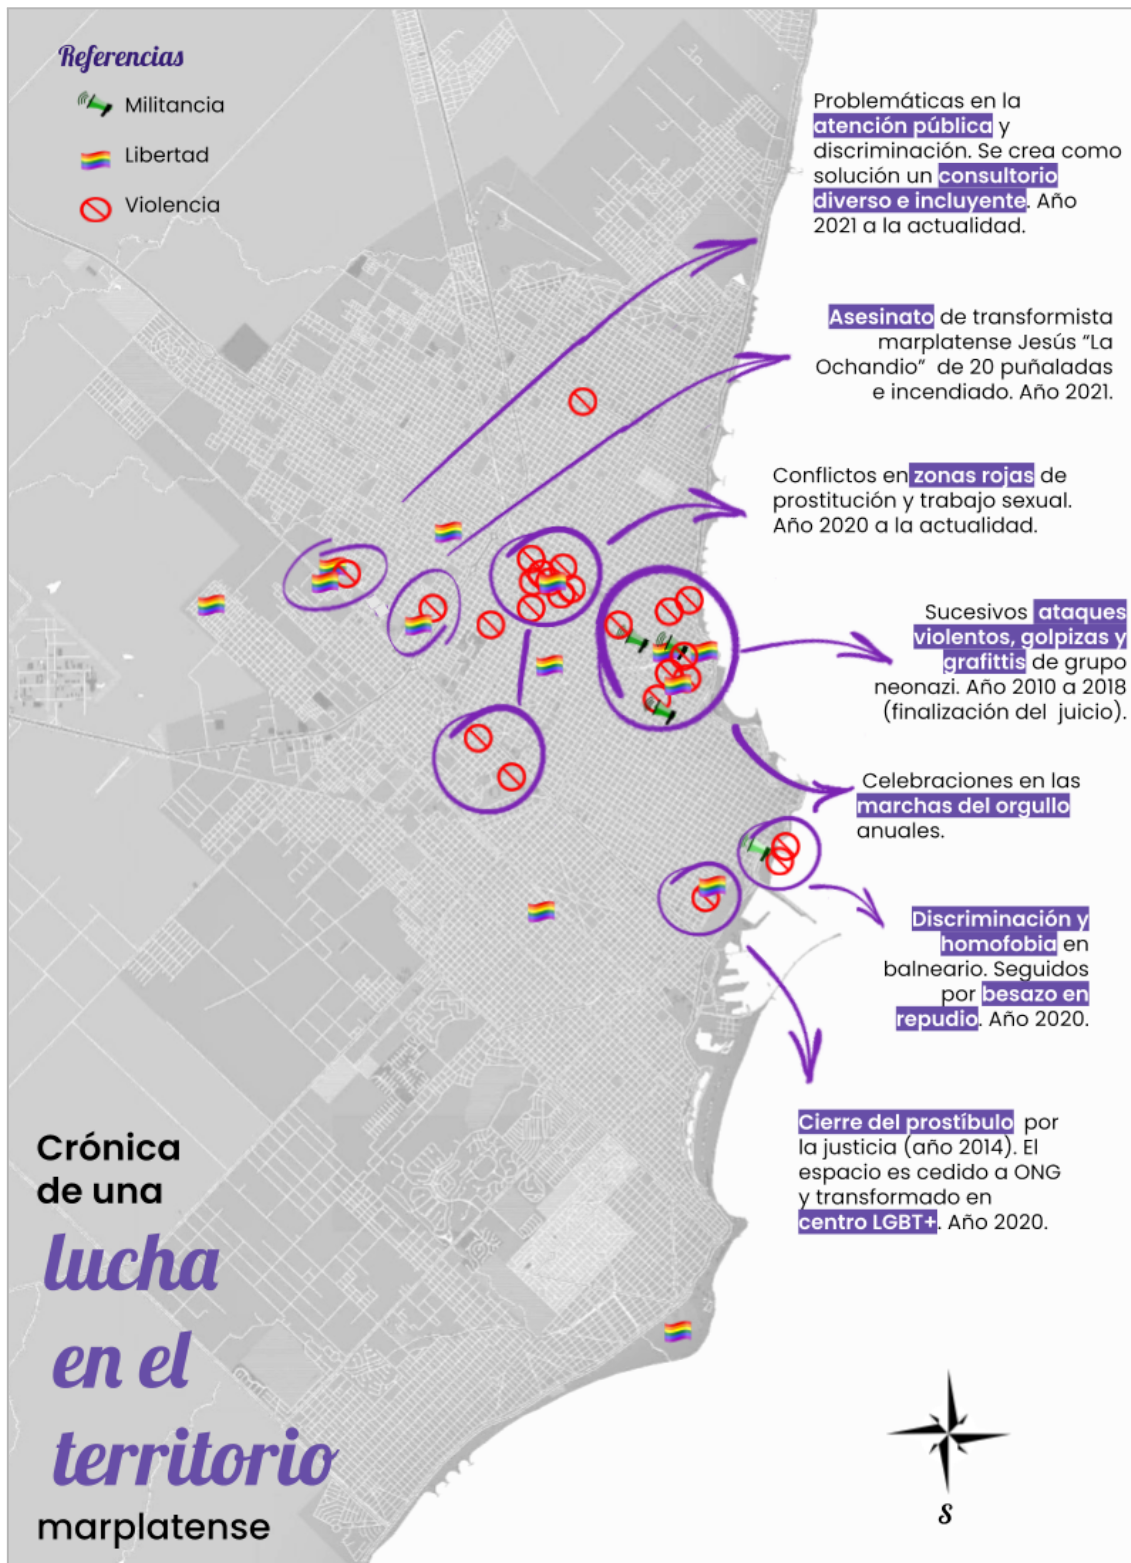 Referencias
Militancia
Libertad
Violencia
Problemáticas en la
atención pública y
discriminación. Se crea como
solución un consultorio
diverso e incluyente. Año
2021 a la actualidad.
Asesinato de transformista
marplatense Jesús “La
Ochandio” de 20 puñaladas
e incendiado. Año 2021.
Conflictos en zonas rojas de
prostitución y trabajo sexual.
Año 2020 a la actualidad.
Sucesivos ataques
violentos, golpizas y
grafittis de grupo
neonazi. Año 2010 a 2018
(finalización del juicio).
Celebraciones en las
marchas del orgullo
anuales.
Discriminación y
homofobia en
balneario. Seguidos
por besazo en
repudio. Año 2020.
Cierre del prostíbulo por
la justicia (año 2014). El
espacio es cedido a ONG
y transformado en
centro LGBT+. Año 2020.
Crónica
de una
lucha
en el
territorio
marplatense
S